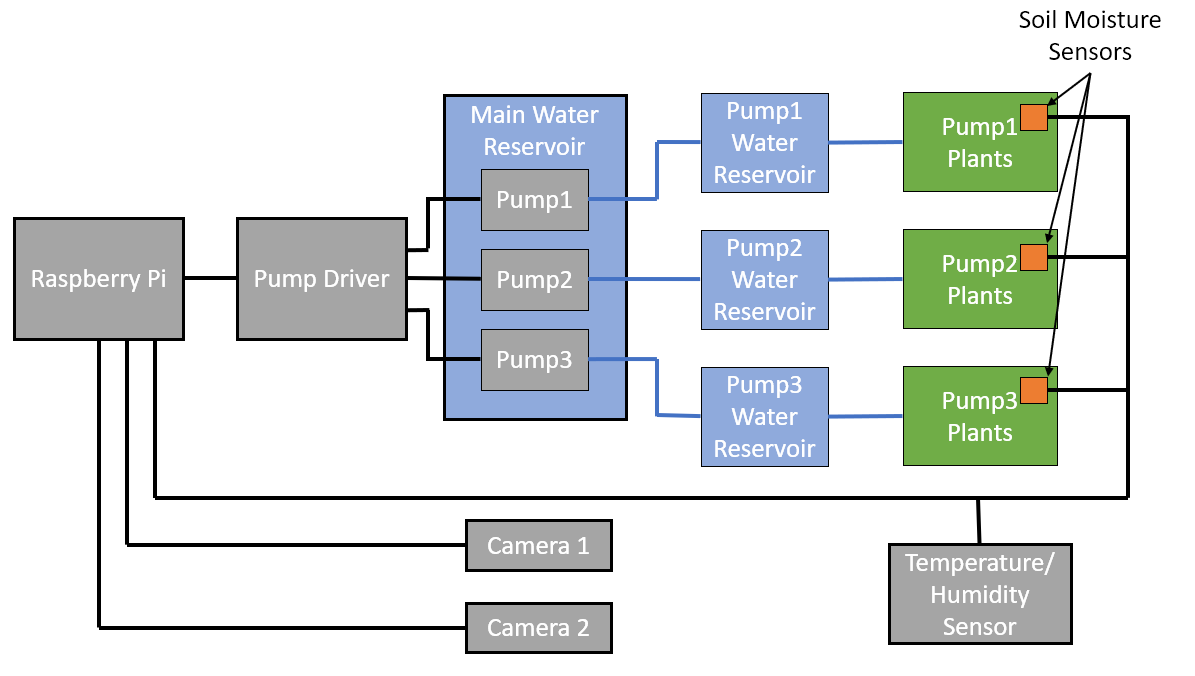 Soil Moisture
Sensors
Main Water
Reservoir
Pump1
Water
Reservoir
Pump1
Plants
Pump1
Raspberry Pi
Pump Driver
Pump2
Pump2
Water
Reservoir
Pump2
Plants
Pump3
Pump3
Water
Reservoir
Pump3
Plants
Camera 1
Camera 2
Temperature/
Humidity
Sensor